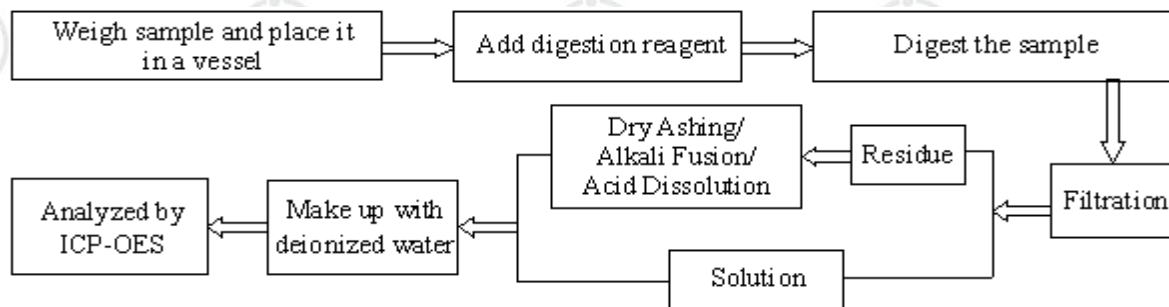 Weigh sample and place it
in a vessel
Add digestion reagent
Digest the sample
Filtration
Residue
Dry Ashing/
Alkali Fusion/
Acid Dissolution
Solution
Make up with
deionized water
Analyzed by
ICP-OES